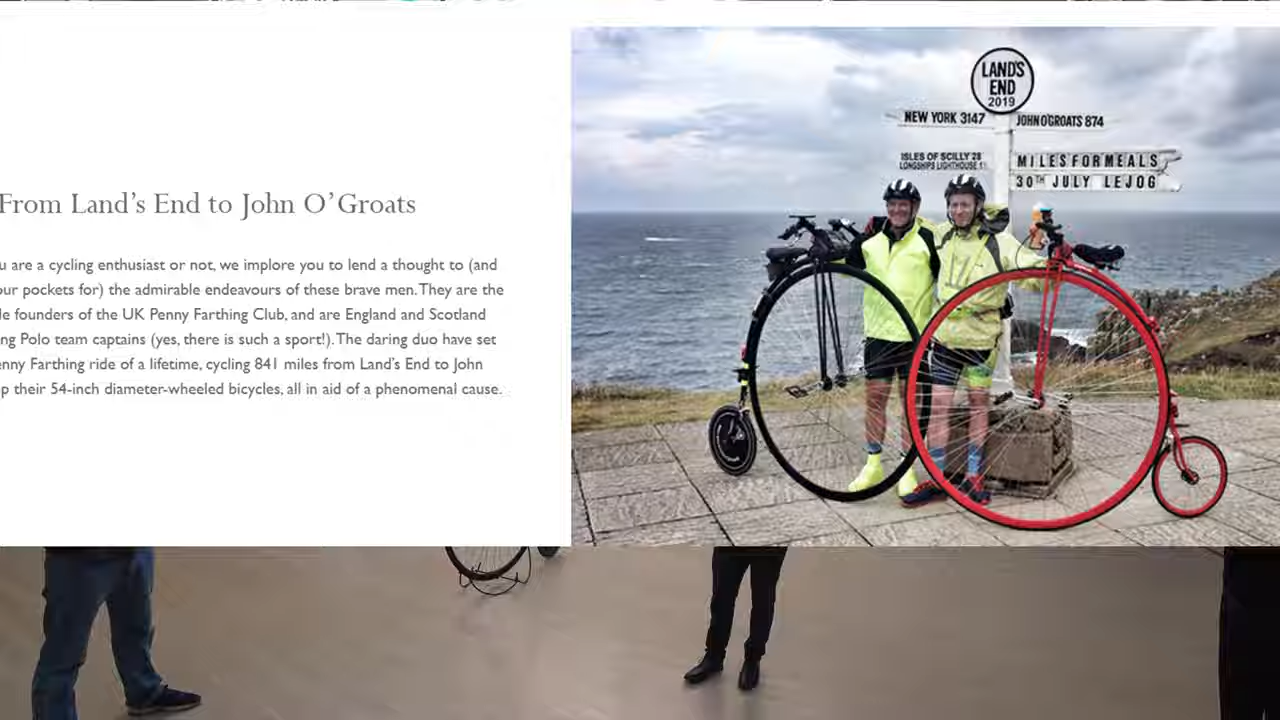 From Land's End to John O'Groats
u are a cycling enthusiast or not, we implore you to lend a thought to (and
our pockets for) the admirable endeavours of these brave men. They are the
le founders of the UK Penny Farthing Club, and are England and Scotland
ng Polo team captains (yes, there is such a sport!). The daring duo have set
enny Farthing ride of a lifetime, cycling 841 miles from Land's End to John
p their 54-inch diameter-wheeled bicycles, all in aid of a phenomenal cause.
LAND'S
END
2019
NEW YORK 3147
JOHN O'GROATS 874
ISLES OF SCILLY 28
LONGSHIPS LIGHTHOUSE
MILESFORMEALS
30TH JULY LEJOG